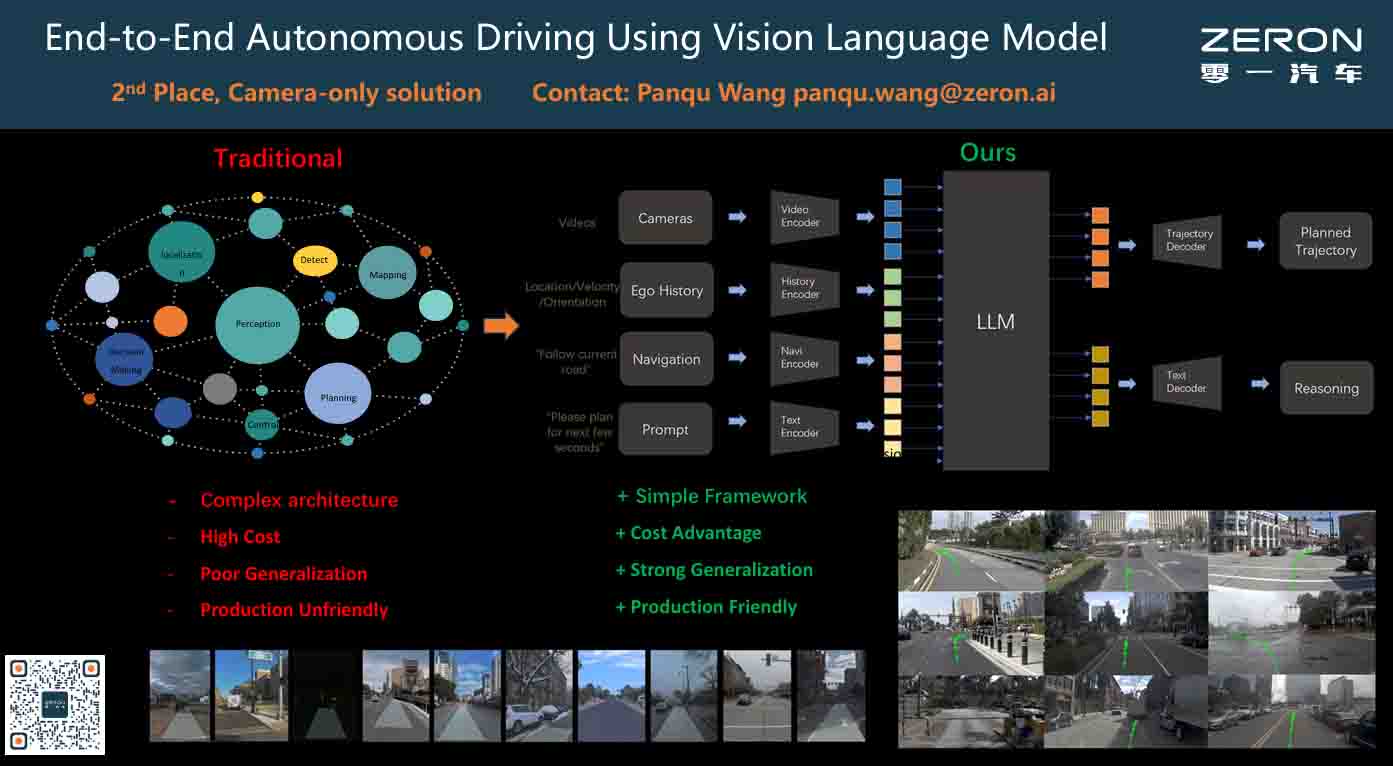 End-to-End Autonomous Driving Using Vision Language Model
ZERON
零一汽车
2nd Place, Camera-only solution
Contact: Panqu Wang panqu.wang@zeron.ai
Traditional
Ours
localizatio
n
Detect
Mapping
Perception
Decision
Making
Planning
Control
Videos
Cameras
Video
Encoder
Location/Velocity
/Orientation
Ego History
History
Encoder
"Follow current
road"
Navigation
Navi
Encoder
"Please plan
for next few
seconds"
Prompt
Text
Encoder
sio
LLM
Trajectory
Decoder
Planned
Trajectory
Text
Decoder
Reasoning
- Complex architecture
- High Cost
- Poor Generalization
- Production Unfriendly
+ Simple Framework
+ Cost Advantage
+ Strong Generalization
+ Production Friendly